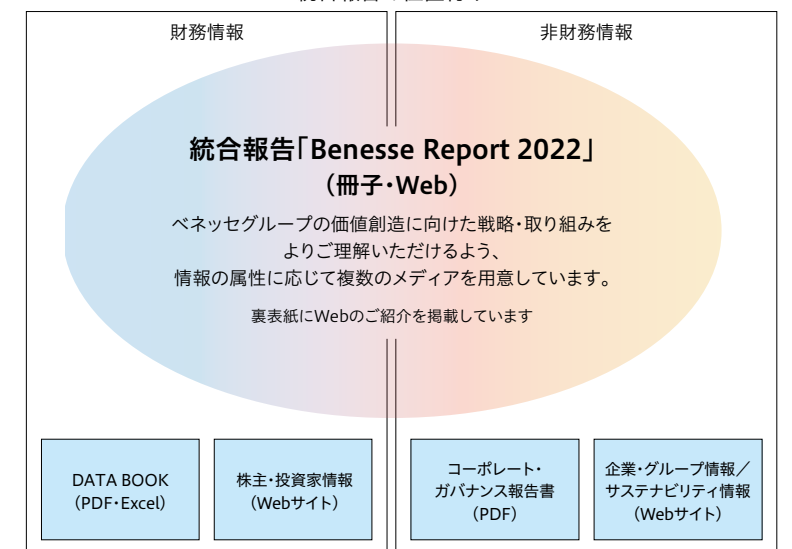 財務情報
非財務情報
統合報告「Benesse Report 2022」
（冊子・Web）
ベネッセグループの価値創造に向けた戦略・取り組みを
よりご理解いただけるよう、
情報の属性に応じて複数のメディアを用意しています。
裏表紙にWebのご紹介を掲載しています
DATA BOOK
（PDF・Excel）
株主・投資家情報
（Webサイト）
コーポレート・
ガバナンス報告書
（PDF）
企業・グループ情報／
サステナビリティ情報
（Webサイト）